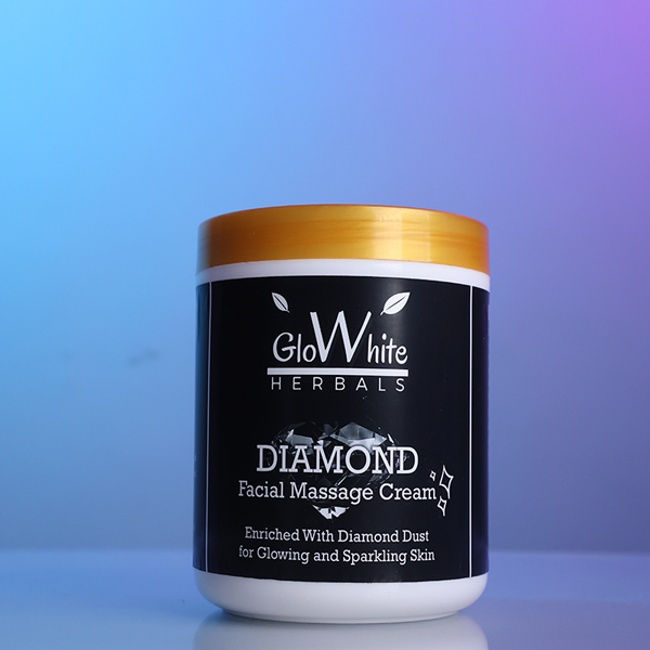 GloWhite
HERBALS
DIAMOND
Facial Massage Cream
Enriched With Diamond Dust
for Glowing and Sparkling Skin